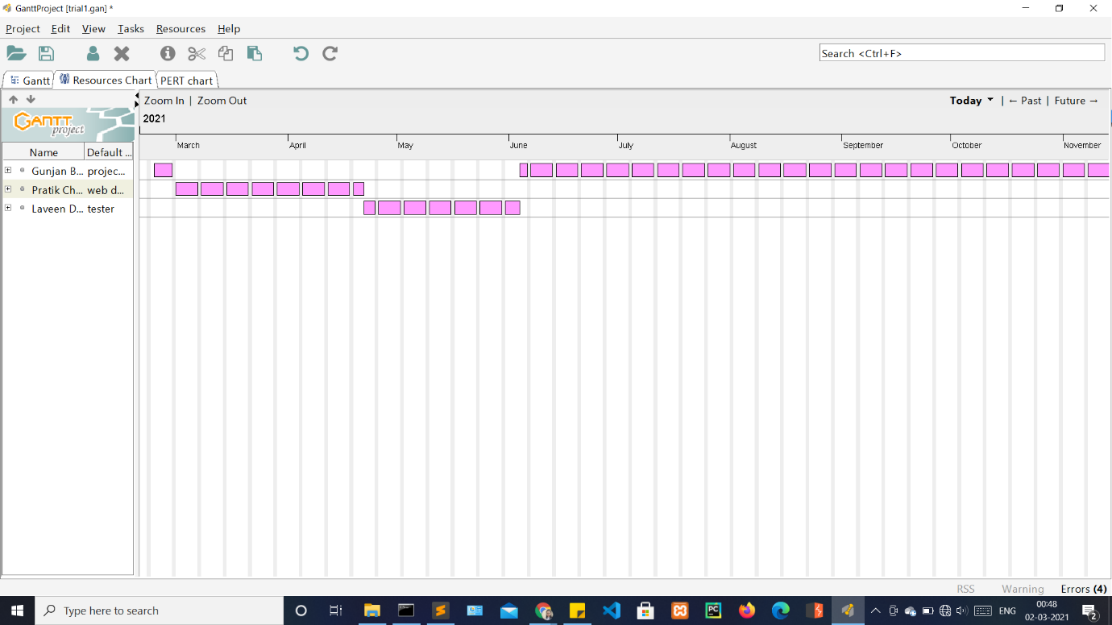 GanttProject [trial1.gan] *
Project Edit View Tasks Resources Help
Search <Ctrl+F>
Gantt Resources Chart PERT chart
Zoom In | Zoom Out Today | ← Past | Future →
GANTT project
2021
March April May June July August September October November
Name Default ...
Gunjan B... projec...
Pratik Ch... web d...
Laveen D... tester
RSS Warning Errors (4)
Type here to search
PC
ENG
00:48
02-03-2021
2